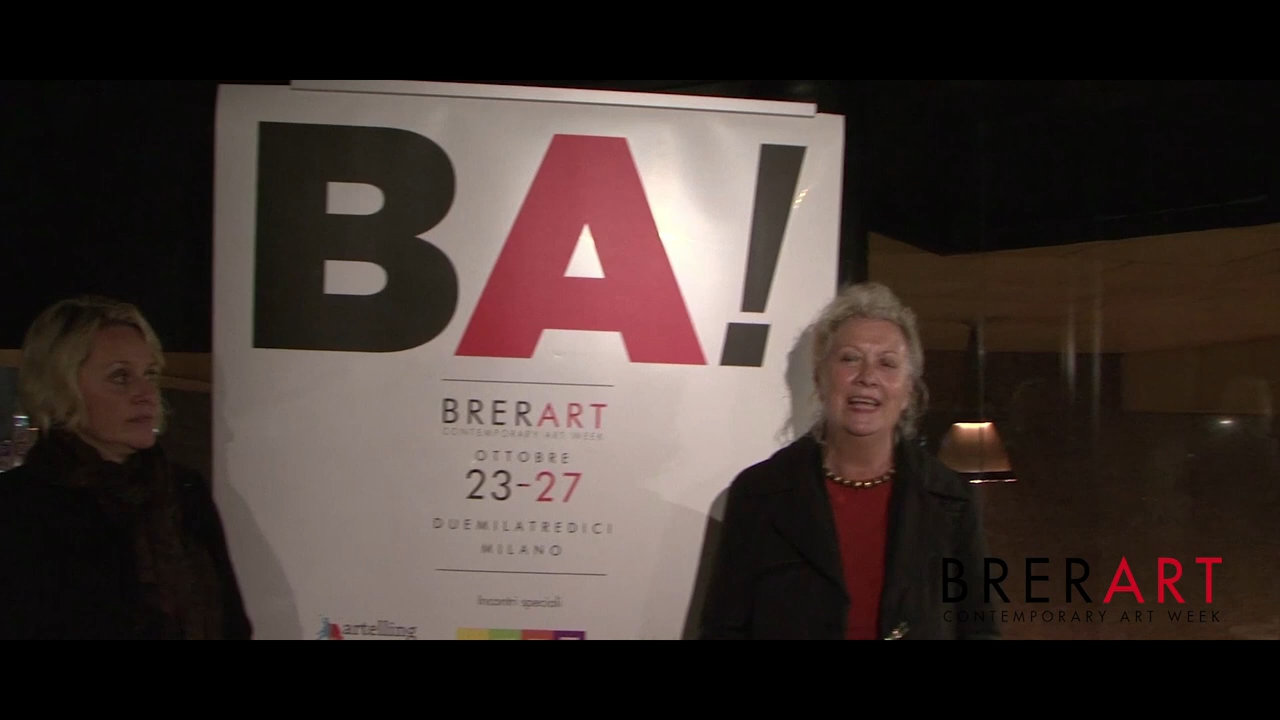 BA!
BRERART
CONTEMPORARY ART WEEK
OTTOBRE
23-27
DUEMILATREDICI
MILANO
Incontri speciali
artelling
BRERART
CONTEMPORARY ART WEEK